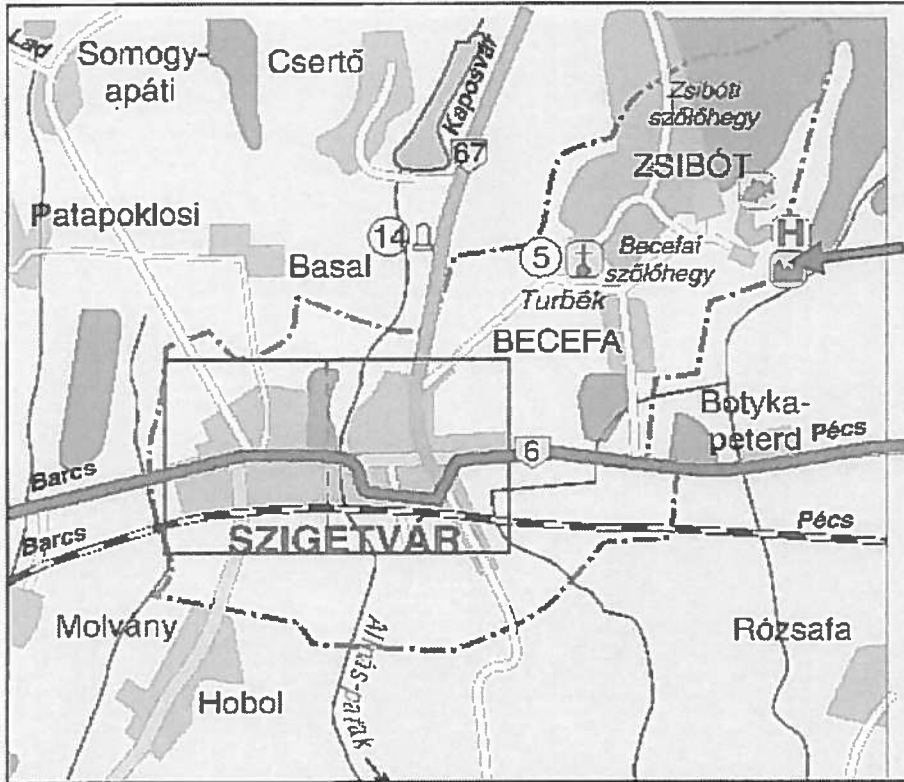 Lad
Somogy-
apáti
Csertő
Kaposvár
67
Zsibóti
szőlőhegy
ZSIBÓT
Patapoklosi
14
Basal
5
Becefai
szőlőhegy
H
Turbék
BECEFA
Botyka-
peterd
Pécs
6
Barcs
Barcs
SZIGETVÁR
Pécs
Molvány
Almás-patak
Rózsafa
Hobol